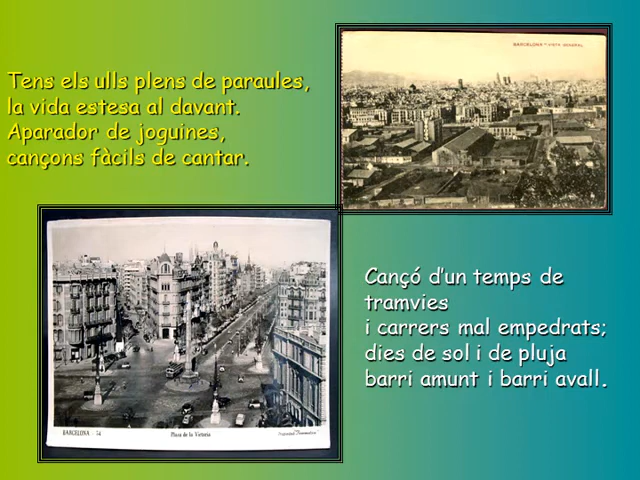 Tens els ulls plens de paraules,
la vida estesa al davant.
Aparador de joguines,
cançons fàcils de cantar.
BARCELONA - VISTA GENERAL
Cançó d'un temps de
tramvies
i carrers mal empedrats;
dies de sol i de pluja
barri amunt i barri avall.
BARCELONA - 74
Plaza de la Victoria